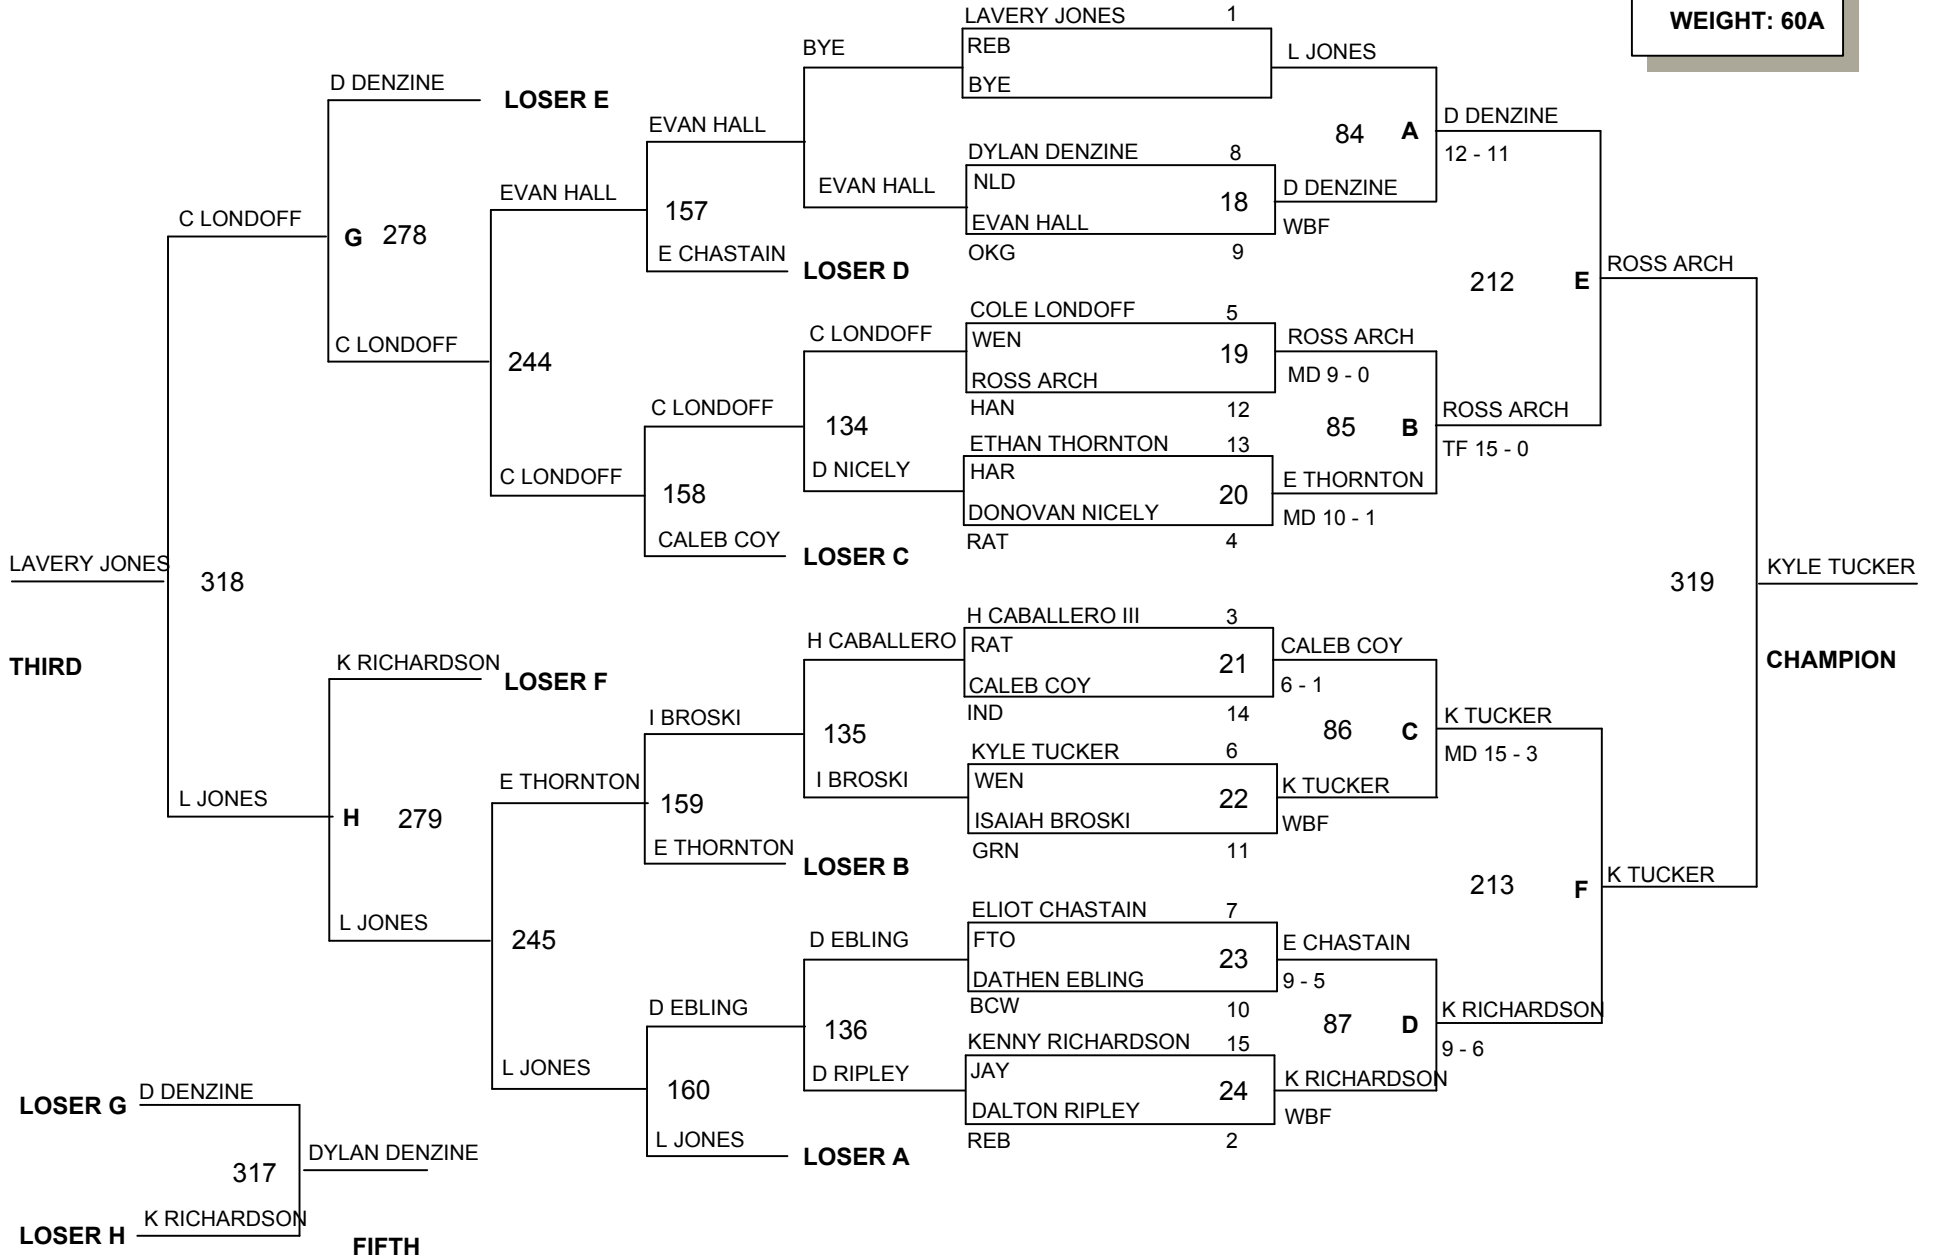 WEIGHT: 60A
LAVERY JONES 1
REB
BYE
BYE
L JONES
D DENZINE
LOSER E
EVAN HALL
84 A
D DENZINE
12 - 11
DYLAN DENZINE 8
NLD
EVAN HALL
18
OKG 9
EVAN HALL
D DENZINE
WBF
EVAN HALL
157
E CHASTAIN
LOSER D
C LONDOFF
G 278
212 E
ROSS ARCH
COLE LONDOFF 5
WEN
ROSS ARCH
19
HAN 12
C LONDOFF
ROSS ARCH
MD 9 - 0
C LONDOFF
244
C LONDOFF
134
85 B
ROSS ARCH
TF 15 - 0
ETHAN THORNTON 13
HAR
DONOVAN NICELY
20
RAT 4
D NICELY
E THORNTON
MD 10 - 1
C LONDOFF
158
CALEB COY
LOSER C
LAVERY JONES
318
THIRD
319
KYLE TUCKER
CHAMPION
H CABALLERO III 3
RAT
CALEB COY
21
IND 14
H CABALLERO
CALEB COY
6 - 1
K RICHARDSON
LOSER F
I BROSKI
135
86 C
K TUCKER
MD 15 - 3
KYLE TUCKER 6
WEN
ISAIAH BROSKI
22
GRN 11
I BROSKI
K TUCKER
WBF
E THORNTON
159
E THORNTON
LOSER B
L JONES
H 279
213 F
K TUCKER
ELIOT CHASTAIN 7
FTO
DATHEN EBLING
23
BCW 10
D EBLING
E CHASTAIN
9 - 5
L JONES
245
D EBLING
136
87 D
K RICHARDSON
9 - 6
KENNY RICHARDSON 15
JAY
DALTON RIPLEY
24
REB 2
D RIPLEY
K RICHARDSON
WBF
L JONES
160
L JONES
LOSER A
LOSER G
D DENZINE
317
DYLAN DENZINE
LOSER H
K RICHARDSON
FIFTH